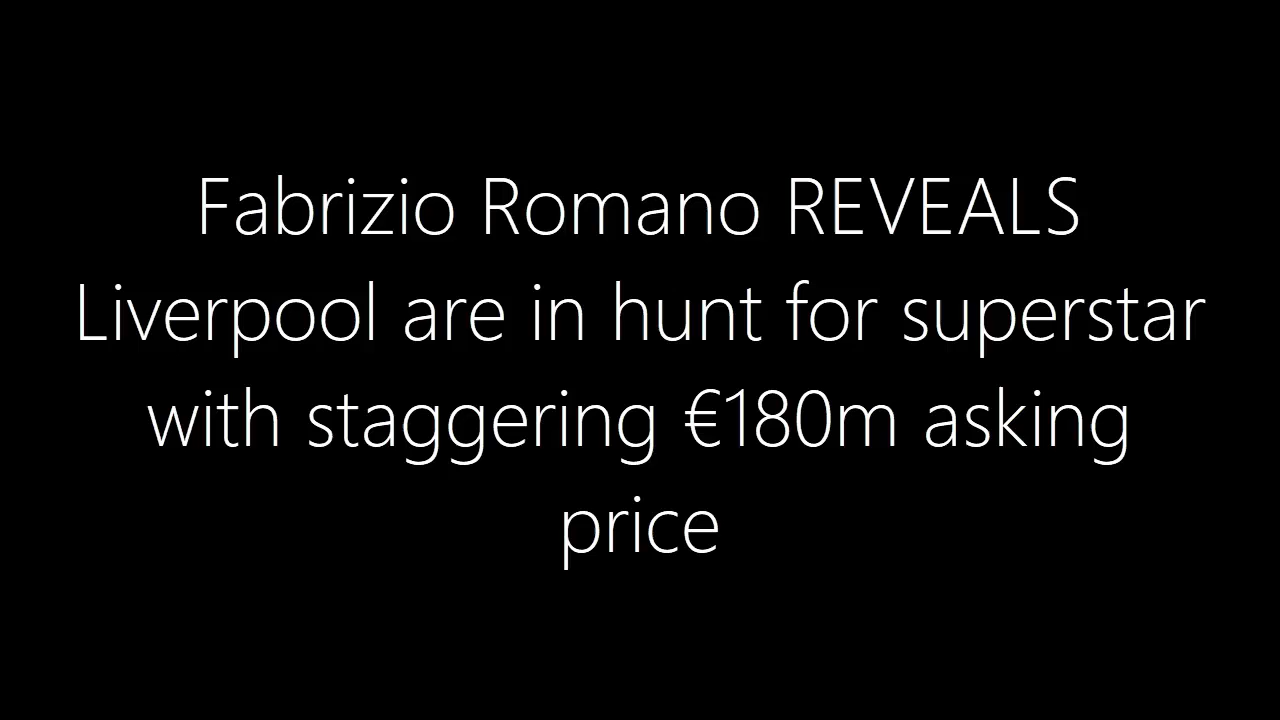 Fabrizio Romano REVEALS
Liverpool are in hunt for superstar
with staggering €180m asking
price